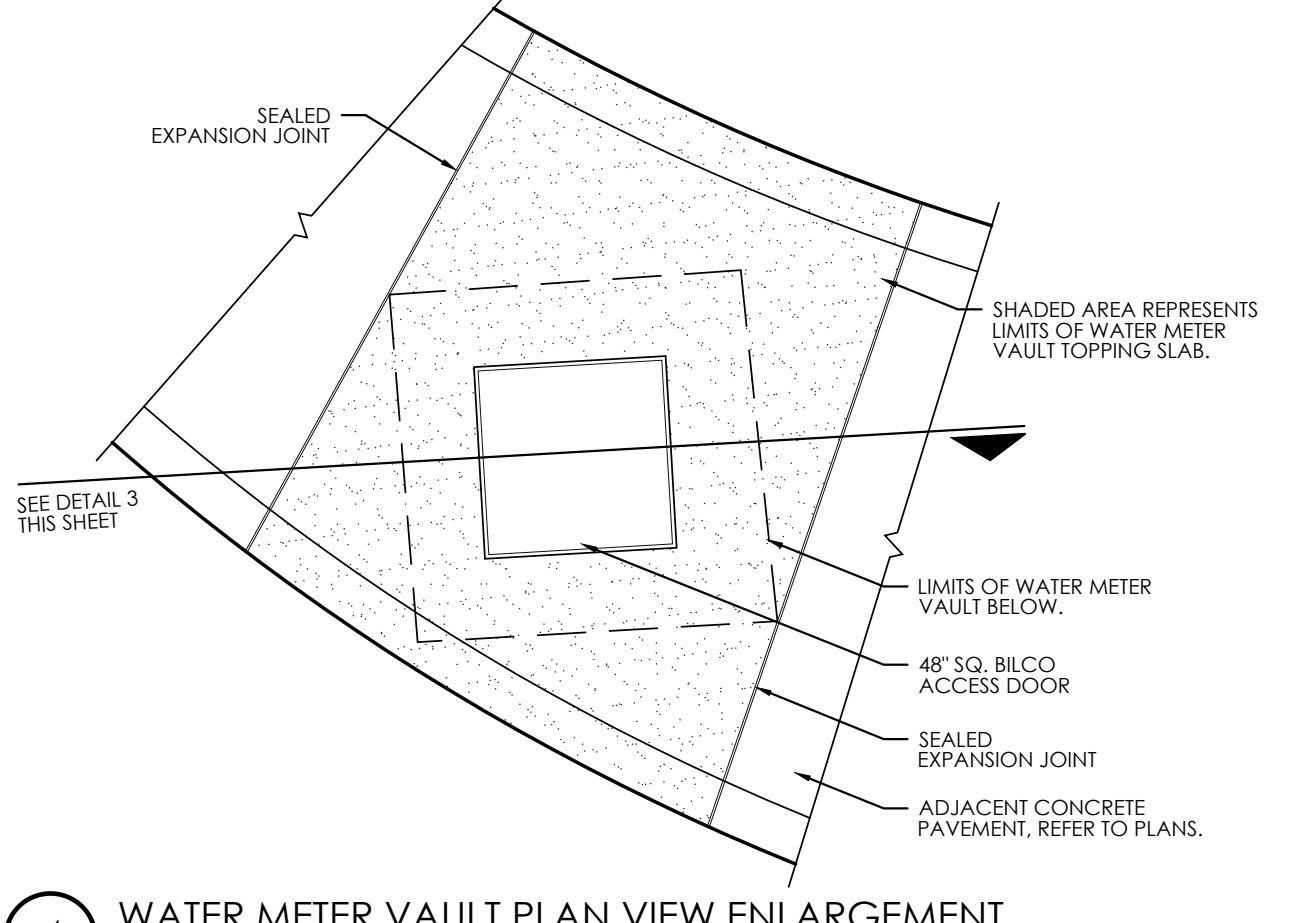 SEALED
EXPANSION JOINT
SHADED AREA REPRESENTS
LIMITS OF WATER METER
VAULT TOPPING SLAB.
SEE DETAIL 3
THIS SHEET
LIMITS OF WATER METER
VAULT BELOW.
48" SQ. BILCO
ACCESS DOOR
SEALED
EXPANSION JOINT
ADJACENT CONCRETE
PAVEMENT, REFER TO PLANS.
WATER METER VAULT PLAN VIEW ENLARGEMENT